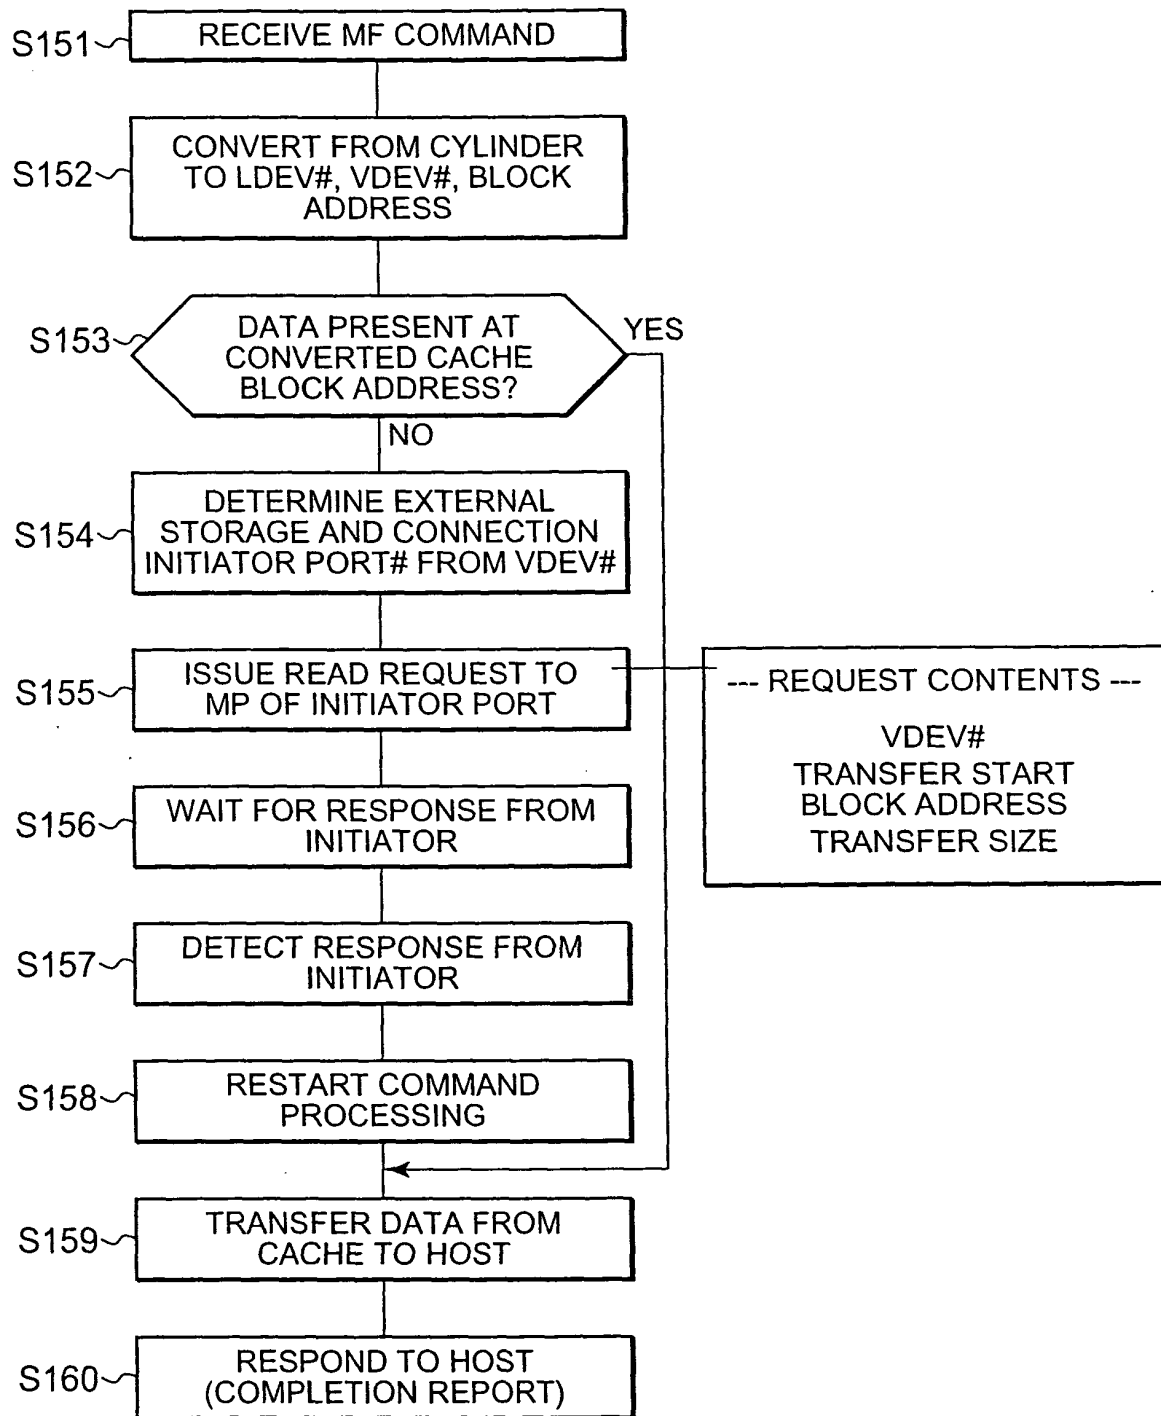 S151
RECEIVE MF COMMAND
S152
CONVERT FROM CYLINDER
TO LDEV#, VDEV#, BLOCK
ADDRESS
S153
DATA PRESENT AT
CONVERTED CACHE
BLOCK ADDRESS?
YES
NO
S154
DETERMINE EXTERNAL
STORAGE AND CONNECTION
INITIATOR PORT# FROM VDEV#
S155
ISSUE READ REQUEST TO
MP OF INITIATOR PORT
--- REQUEST CONTENTS ---
VDEV#
TRANSFER START
BLOCK ADDRESS
TRANSFER SIZE
S156
WAIT FOR RESPONSE FROM
INITIATOR
S157
DETECT RESPONSE FROM
INITIATOR
S158
RESTART COMMAND
PROCESSING
S159
TRANSFER DATA FROM
CACHE TO HOST
S160
RESPOND TO HOST
(COMPLETION REPORT)